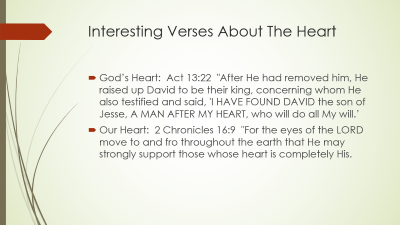 Interesting Verses About The Heart
God's Heart:  Act 13:22  "After He had removed him, He
raised up David to be their king, concerning whom He
also testified and said, 'I HAVE FOUND DAVID the son of
Jesse, A MAN AFTER MY HEART, who will do all My will.'
Our Heart:  2 Chronicles 16:9  "For the eyes of the LORD
move to and fro throughout the earth that He may
strongly support those whose heart is completely His.